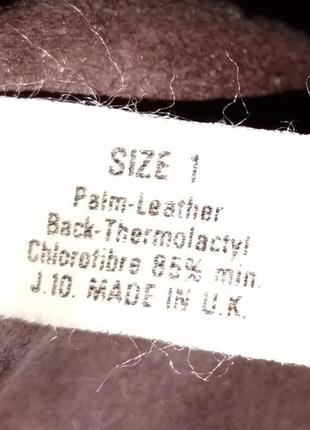 SIZE 1
Palm-Leather
Back-Thermolactyl
Chlorofibre 85% min.
J.10. MADE IN U.K.